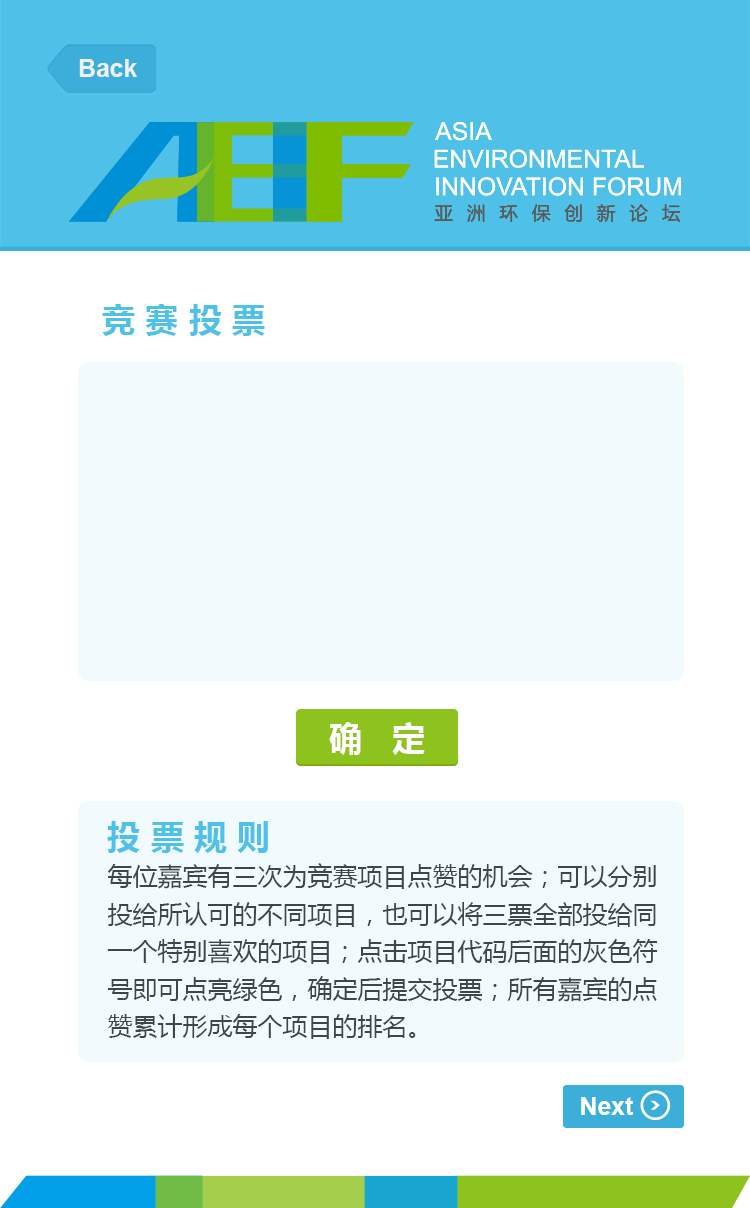 Back
AEIF
ASIA
ENVIRONMENTAL
INNOVATION FORUM
亚洲环保创新论坛
竞赛投票
确 定
投票规则
每位嘉宾有三次为竞赛项目点赞的机会；可以分别
投给所认可的不同项目，也可以将三票全部投给同
一个特别喜欢的项目；点击项目代码后面的灰色符
号即可点亮绿色，确定后提交投票；所有嘉宾的点
赞累计形成每个项目的排名。
Next